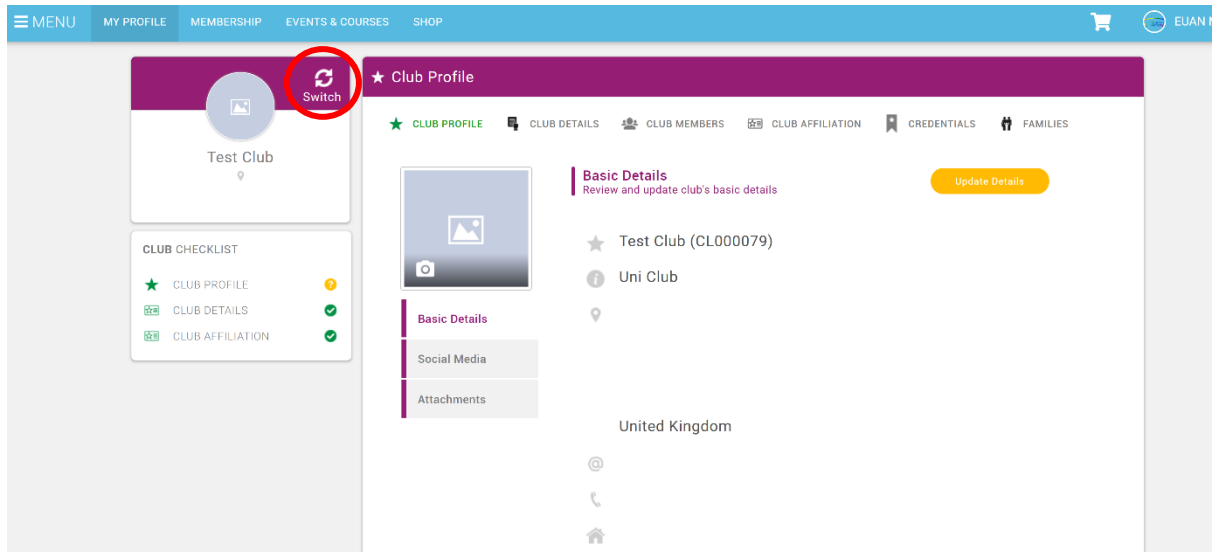 MENU MY PROFILE MEMBERSHIP EVENTS & COURSES SHOP EUAN
Switch
Test Club
CLUB CHECKLIST
CLUB PROFILE
CLUB DETAILS
CLUB AFFILIATION
Club Profile
CLUB PROFILE CLUB DETAILS CLUB MEMBERS CLUB AFFILIATION CREDENTIALS FAMILIES
Basic Details
Social Media
Attachments
Basic Details
Review and update club's basic details
Update Details
Test Club (CL000079)
Uni Club
United Kingdom